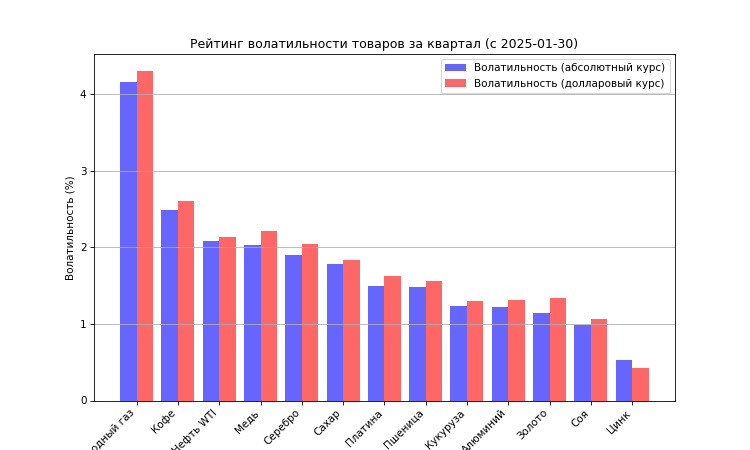 Рейтинг волатильности товаров за квартал (с 2025-01-30)
Волатильность (абсолютный курс)
Волатильность (долларовый курс)
Волатильность (%)
4
3
2
1
0
одный газ
Кофе
Нефть WTI
Медь
Серебро
Сахар
Платина
Пшеница
Кукуруза
Алюминий
Золото
Соя
Цинк